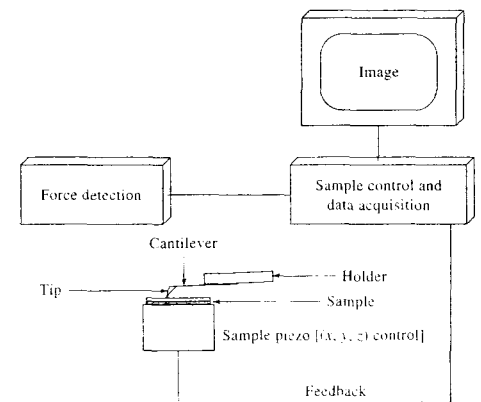 Image
Force detection
Sample control and
data acquisition
Cantilever
Tip
Holder
Sample
Sample piezo [(x, y, z) control]
Feedback